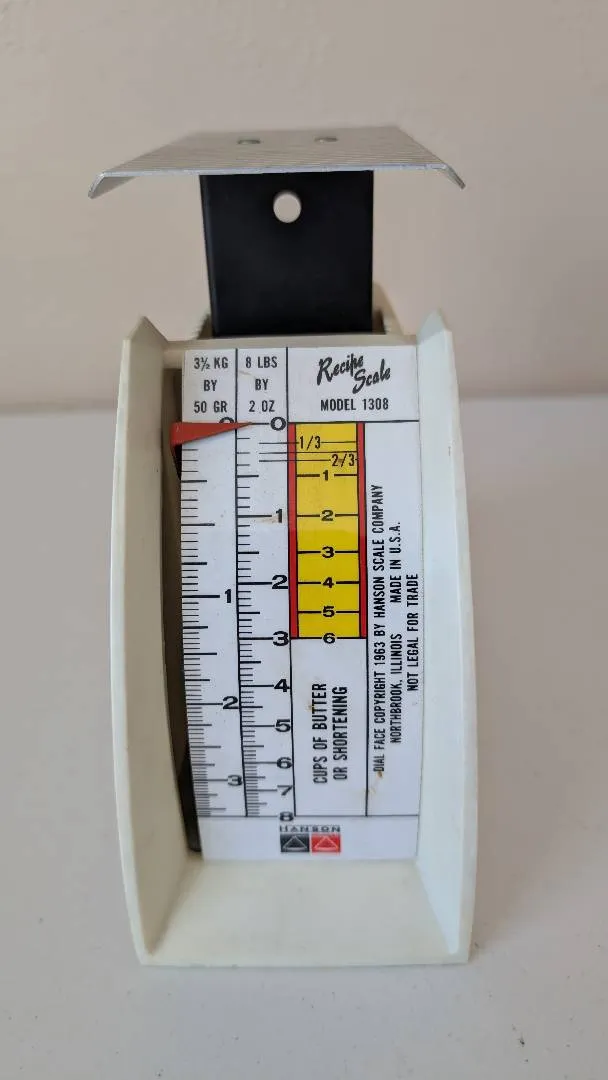 3½ KG
BY
50 GR
8 LBS
BY
2 OZ
Recipe
Scale
MODEL 1308
0
1
2
3
0
1
2
3
4
5
6
7
8
1/3
2/3
1
2
3
4
5
6
CUPS OF BUTTER
OR SHORTENING
DIAL FACE COPYRIGHT 1963 BY HANSON SCALE COMPANY
NORTHBROOK, ILLINOIS MADE IN U.S.A.
NOT LEGAL FOR TRADE
HANSON